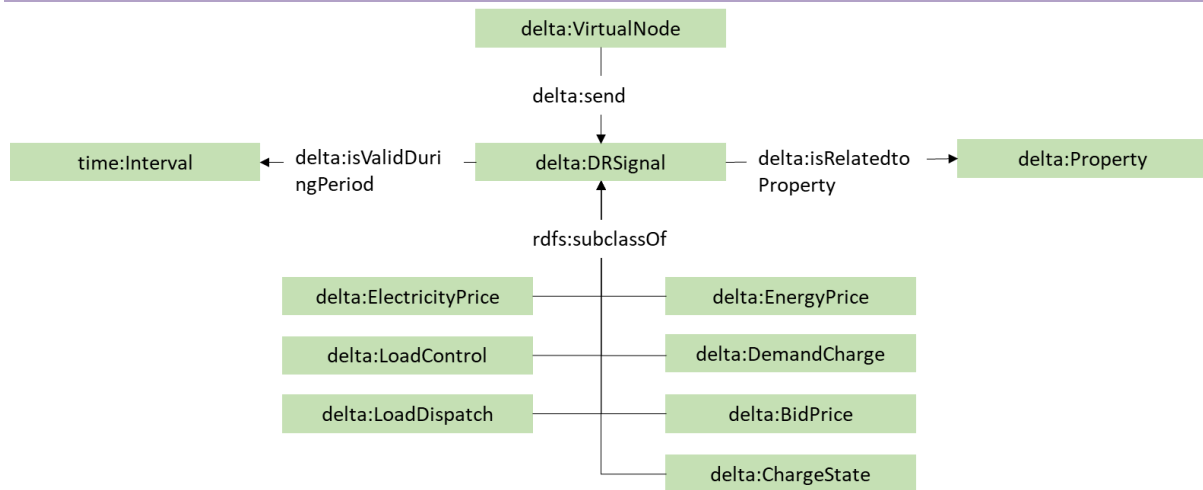 delta:VirtualNode
delta:send
time:Interval
delta:isValidDuri
ngPeriod
delta:DRSignal
delta:isRelatedto
Property
delta:Property
rdfs:subclassOf
delta:ElectricityPrice
delta:EnergyPrice
delta:LoadControl
delta:DemandCharge
delta:LoadDispatch
delta:BidPrice
delta:ChargeState